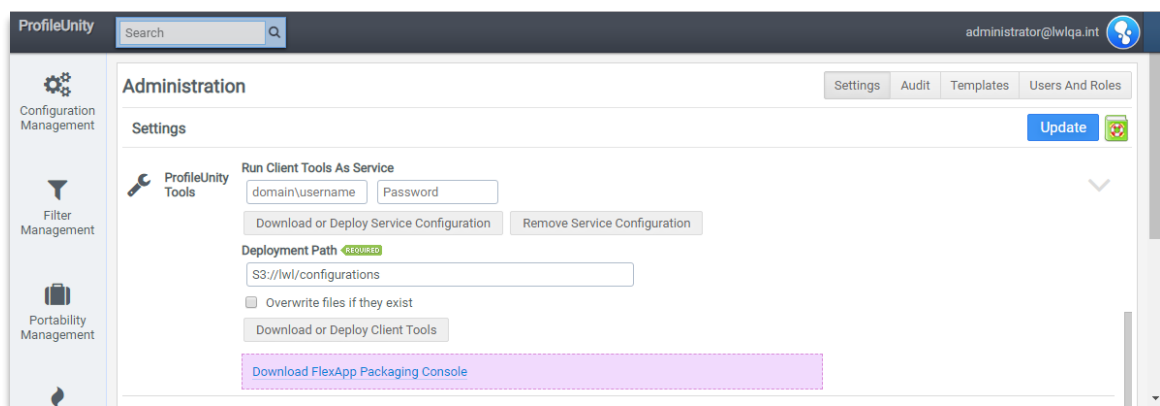 ProfileUnity
Search
administrator@lwlqa.int
Configuration
Management
Filter
Management
Portability
Management
Administration
Settings
Audit
Templates
Users And Roles
Settings
Update
ProfileUnity
Tools
Run Client Tools As Service
domain\username
Password
Download or Deploy Service Configuration
Remove Service Configuration
Deployment Path REQUIRED
S3://lwl/configurations
Overwrite files if they exist
Download or Deploy Client Tools
Download FlexApp Packaging Console